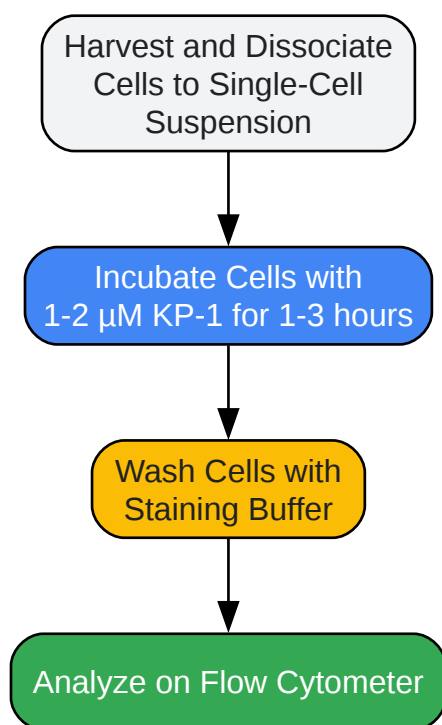 Harvest and Dissociate
Cells to Single-Cell
Suspension
Incubate Cells with
1-2 µM KP-1 for 1-3 hours
Wash Cells with
Staining Buffer
Analyze on Flow Cytometer